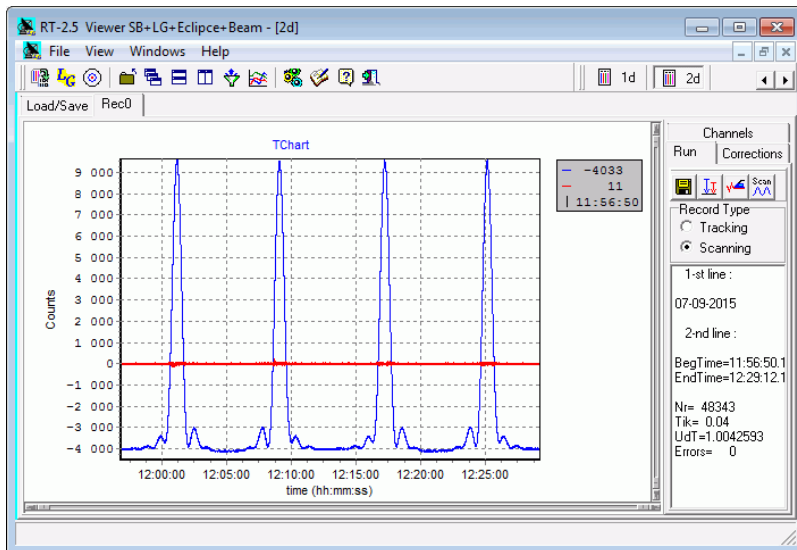 RT-2.5 Viewer SB+LG+Eclipce+Beam - [2d]
File View Windows Help
LG
1d 2d
Load/Save Rec0
TChart
9 000
8 000
7 000
6 000
5 000
4 000
3 000
2 000
1 000
0
-1 000
-2 000
-3 000
-4 000
Counts
12:00:00 12:05:00 12:10:00 12:15:00 12:20:00 12:25:00
time (hh:mm:ss)
-4033
11
11:56:50
Channels
Run Corrections
Scan
Record Type
Tracking
Scanning
1-st line :
07-09-2015
2-nd line :
BegTime=11:56:50.1
EndTime=12:29:12.1
Nr= 48343
Tik= 0.04
UdT=1.0042593
Errors= 0